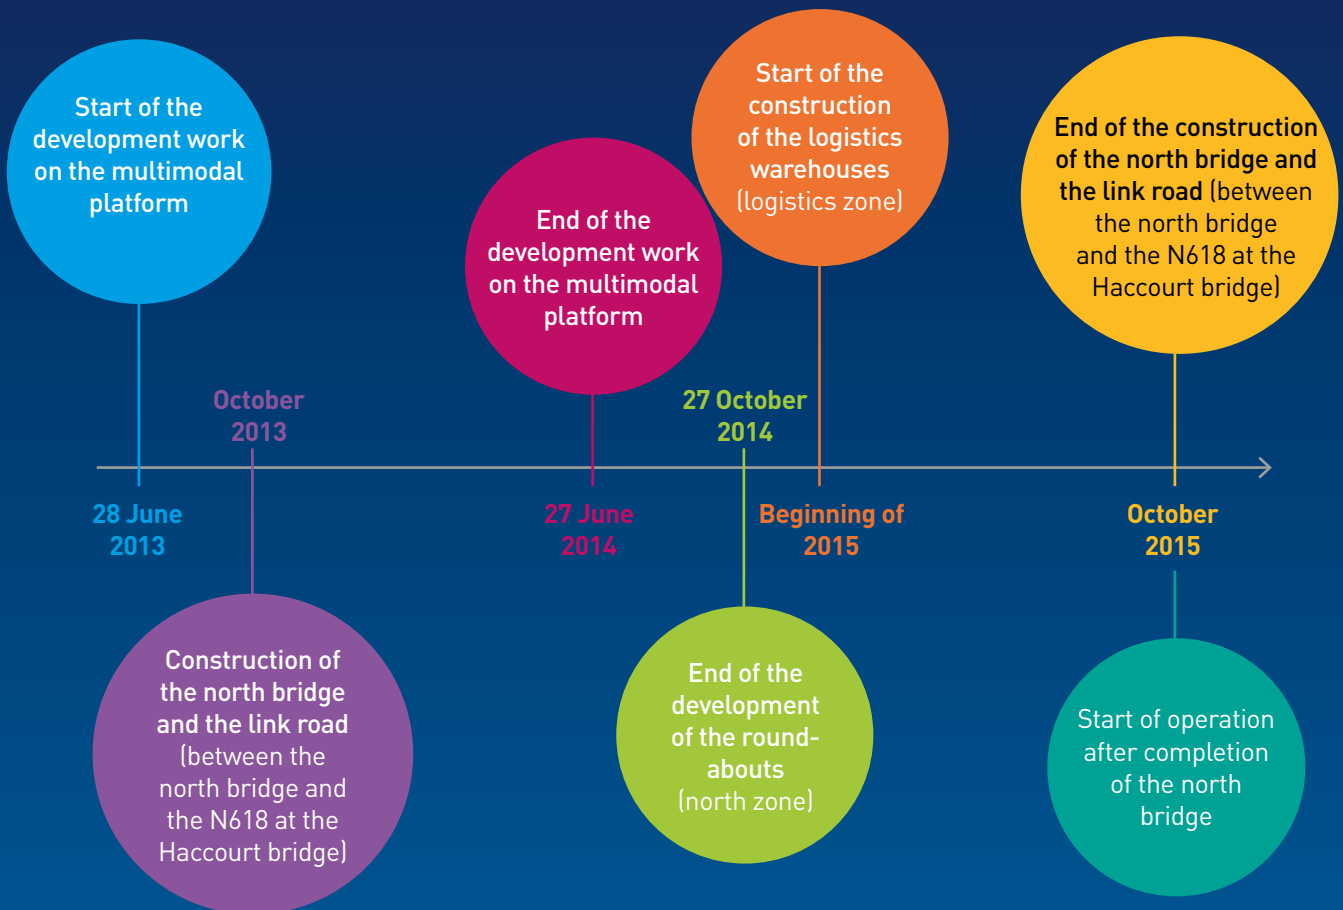 Start of the
development work
on the multimodal
platform
28 June
2013
October
2013
Construction of
the north bridge
and the link road
(between the
north bridge and
the N618 at the
Haccourt bridge)
End of the
development work
on the multimodal
platform
27 June
2014
27 October
2014
End of the
development
of the round-
abouts
(north zone)
Start of the
construction
of the logistics
warehouses
(logistics zone)
Beginning of
2015
End of the construction
of the north bridge and
the link road (between
the north bridge
and the N618 at the
Haccourt bridge)
October
2015
Start of operation
after completion
of the north
bridge